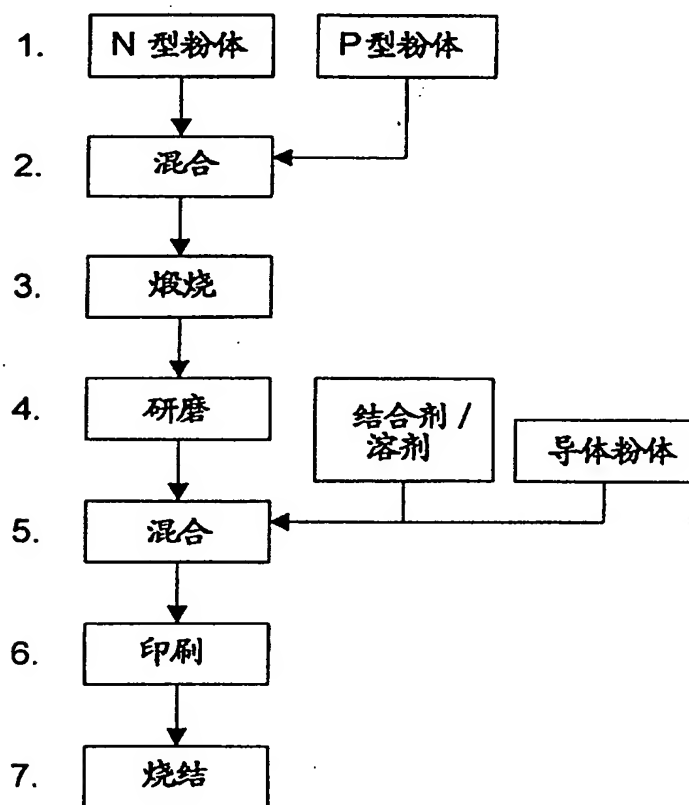 1. N 型粉体 P型粉体
2. 混合
3. 煅烧
4. 研磨 结合剂 / 溶剂 导体粉体
5. 混合
6. 印刷
7. 烧结